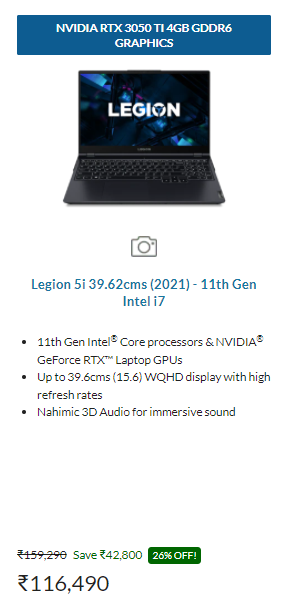 NVIDIA RTX 3050 TI 4GB GDDR6
GRAPHICS
LEGION
Legion 5i 39.62cms (2021) - 11th Gen
Intel i7
• 11th Gen Intel® Core processors & NVIDIA®
GeForce RTX™ Laptop GPUs
• Up to 39.6cms (15.6) WQHD display with high
refresh rates
• Nahimic 3D Audio for immersive sound
₹159,290 Save ₹42,800 26% OFF!
₹116,490